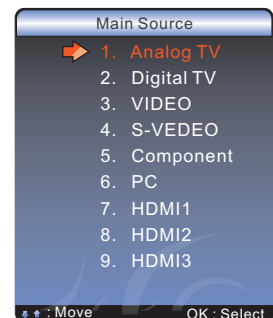 Main Source
1. Analog TV
2. Digital TV
3. VIDEO
4. S-VEDEO
5. Component
6. PC
7. HDMI1
8. HDMI2
9. HDMI3
: Move OK : Select